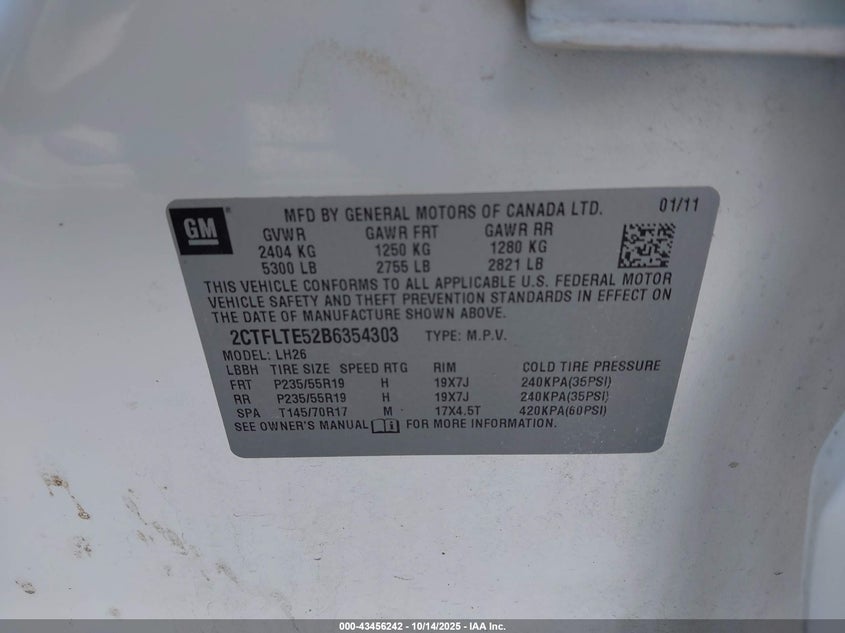 GM
MFD BY GENERAL MOTORS OF CANADA LTD. 01/11
GVWR GAWR FRT GAWR RR
2404 KG 1250 KG 1280 KG
5300 LB 2755 LB 2821 LB
THIS VEHICLE CONFORMS TO ALL APPLICABLE U.S. FEDERAL MOTOR
VEHICLE SAFETY AND THEFT PREVENTION STANDARDS IN EFFECT ON
THE DATE OF MANUFACTURE SHOWN ABOVE.
2CTFLTE52B6354303 TYPE: M.P.V.
MODEL: LH26
LBBH TIRE SIZE SPEED RTG RIM COLD TIRE PRESSURE
FRT P235/55R19 H 19X7J 240KPA(35PSI)
RR P235/55R19 H 19X7J 240KPA(35PSI)
SPA T145/70R17 M 17X4.5T 420KPA(60PSI)
SEE OWNER'S MANUAL FOR MORE INFORMATION.
000-43456242 - 10/14/2025 - IAA Inc.